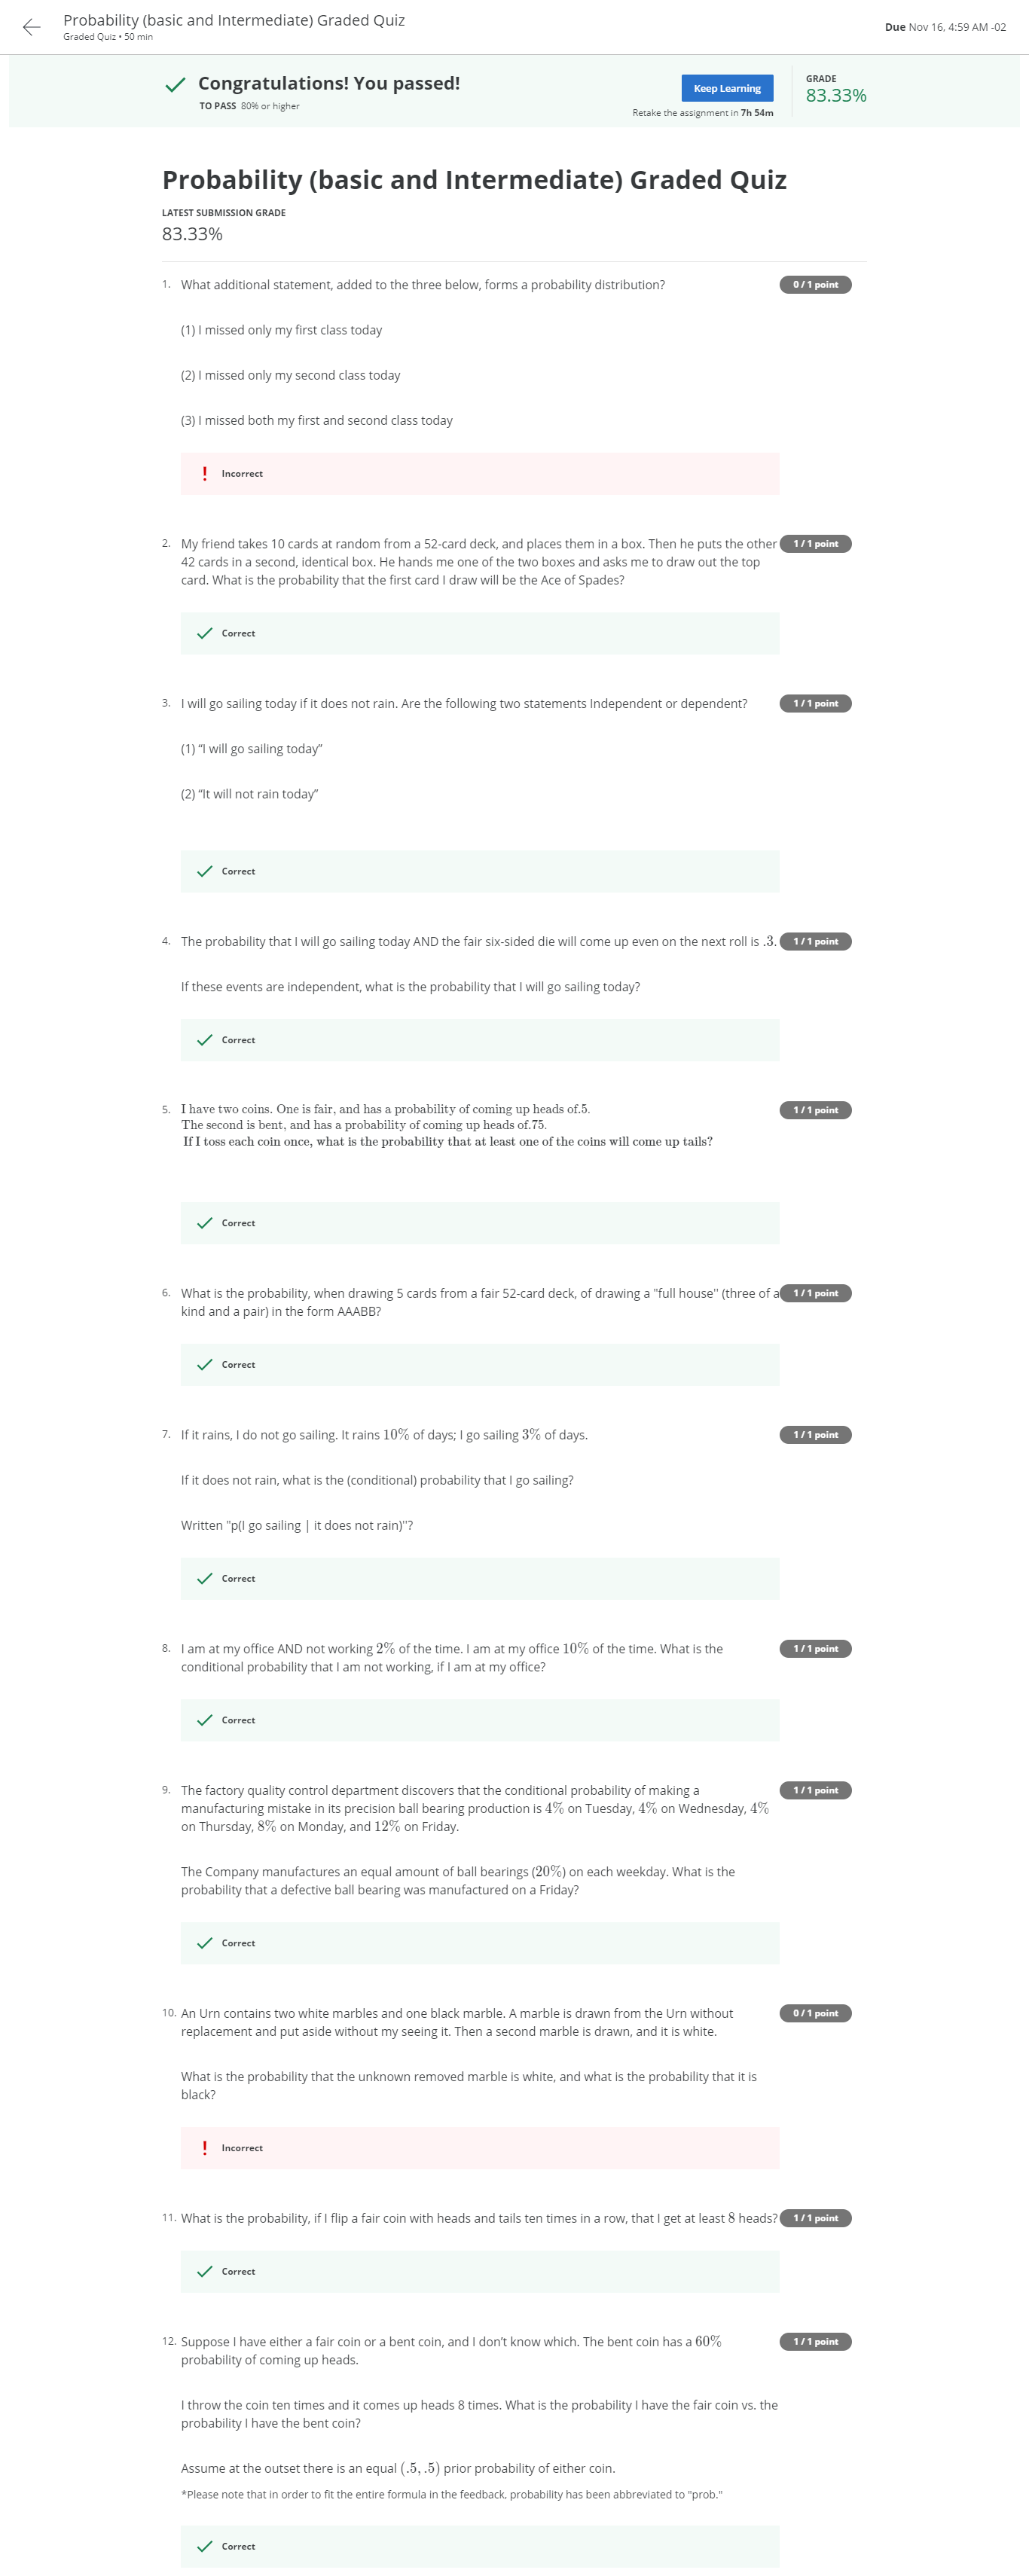 Probability (basic and Intermediate) Graded Quiz
Graded Quiz • 50 min
Due Nov 16, 4:59 AM -02
Congratulations! You passed!
TO PASS 80% or higher
Keep Learning
Retake the assignment in 7h 54m
GRADE
83.33%
Probability (basic and Intermediate) Graded Quiz
LATEST SUBMISSION GRADE
83.33%
1. What additional statement, added to the three below, forms a probability distribution?
0 / 1 point
(1) I missed only my first class today
(2) I missed only my second class today
(3) I missed both my first and second class today
Incorrect
2. My friend takes 10 cards at random from a 52-card deck, and places them in a box. Then he puts the other
1 / 1 point
42 cards in a second, identical box. He hands me one of the two boxes and asks me to draw out the top
card. What is the probability that the first card I draw will be the Ace of Spades?
Correct
3. I will go sailing today if it does not rain. Are the following two statements Independent or dependent?
1 / 1 point
(1) “I will go sailing today”
(2) “It will not rain today”
Correct
4. The probability that I will go sailing today AND the fair six-sided die will come up even on the next roll is .3.
1 / 1 point
If these events are independent, what is the probability that I will go sailing today?
Correct
5. I have two coins. One is fair, and has a probability of coming up heads of.5.
1 / 1 point
The second is bent, and has a probability of coming up heads of.75.
If I toss each coin once, what is the probability that at least one of the coins will come up tails?
Correct
6. What is the probability, when drawing 5 cards from a fair 52-card deck, of drawing a "full house" (three of a
1 / 1 point
kind and a pair) in the form AAABB?
Correct
7. If it rains, I do not go sailing. It rains 10% of days; I go sailing 3% of days.
1 / 1 point
If it does not rain, what is the (conditional) probability that I go sailing?
Written "p(I go sailing | it does not rain)"?
Correct
8. I am at my office AND not working 2% of the time. I am at my office 10% of the time. What is the
1 / 1 point
conditional probability that I am not working, if I am at my office?
Correct
9. The factory quality control department discovers that the conditional probability of making a
1 / 1 point
manufacturing mistake in its precision ball bearing production is 4% on Tuesday, 4% on Wednesday, 4%
on Thursday, 8% on Monday, and 12% on Friday.
The Company manufactures an equal amount of ball bearings (20%) on each weekday. What is the
probability that a defective ball bearing was manufactured on a Friday?
Correct
10. An Urn contains two white marbles and one black marble. A marble is drawn from the Urn without
0 / 1 point
replacement and put aside without my seeing it. Then a second marble is drawn, and it is white.
What is the probability that the unknown removed marble is white, and what is the probability that it is
black?
Incorrect
11. What is the probability, if I flip a fair coin with heads and tails ten times in a row, that I get at least 8 heads?
1 / 1 point
Correct
12. Suppose I have either a fair coin or a bent coin, and I don’t know which. The bent coin has a 60%
1 / 1 point
probability of coming up heads.
I throw the coin ten times and it comes up heads 8 times. What is the probability I have the fair coin vs. the
probability I have the bent coin?
Assume at the outset there is an equal (.5, .5) prior probability of either coin.
*Please note that in order to fit the entire formula in the feedback, probability has been abbreviated to "prob."
Correct